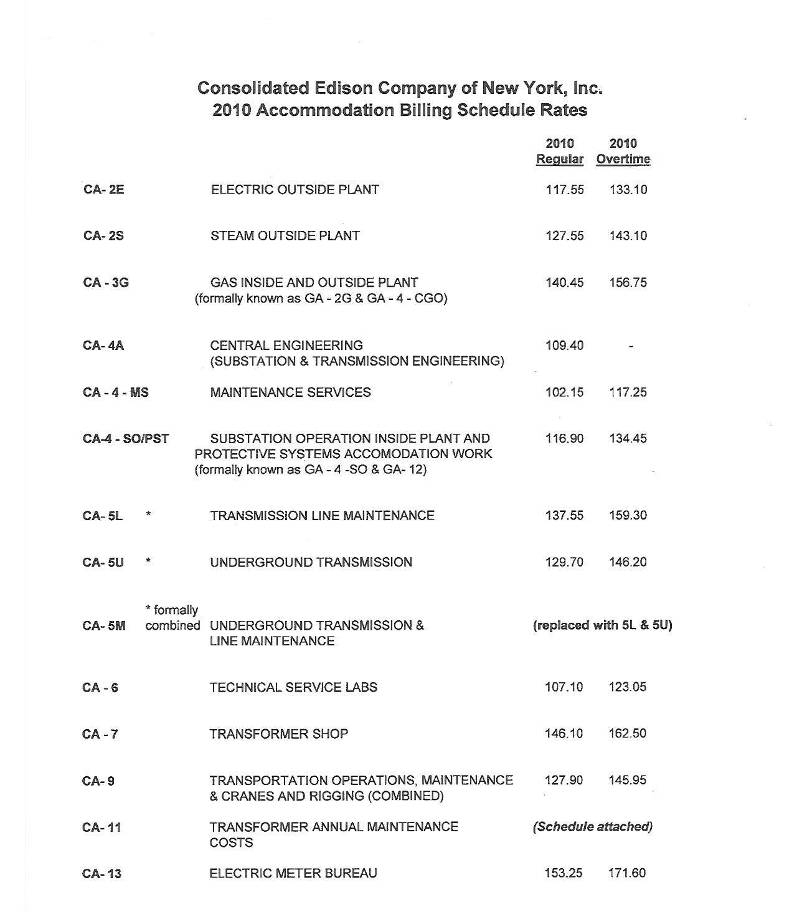 Consolidated Edison Company of New York, Inc.
2010 Accommodation Billing Schedule Rates
2010 2010
Regular Overtime
CA- 2E ELECTRIC OUTSIDE PLANT 117.55 133.10
CA- 2S STEAM OUTSIDE PLANT 127.55 143.10
CA - 3G GAS INSIDE AND OUTSIDE PLANT 140.45 156.75
(formally known as GA - 2G & GA - 4 - CGO)
CA- 4A CENTRAL ENGINEERING 109.40 -
(SUBSTATION & TRANSMISSION ENGINEERING)
CA - 4 - MS MAINTENANCE SERVICES 102.15 117.25
CA-4 - SO/PST SUBSTATION OPERATION INSIDE PLANT AND 116.90 134.45
PROTECTIVE SYSTEMS ACCOMODATION WORK
(formally known as GA - 4 -SO & GA- 12)
CA- 5L * TRANSMISSION LINE MAINTENANCE 137.55 159.30
CA- 5U * UNDERGROUND TRANSMISSION 129.70 146.20
* formally
CA- 5M combined UNDERGROUND TRANSMISSION & (replaced with 5L & 5U)
LINE MAINTENANCE
CA - 6 TECHNICAL SERVICE LABS 107.10 123.05
CA - 7 TRANSFORMER SHOP 146.10 162.50
CA- 9 TRANSPORTATION OPERATIONS, MAINTENANCE 127.90 145.95
& CRANES AND RIGGING (COMBINED)
CA- 11 TRANSFORMER ANNUAL MAINTENANCE (Schedule attached)
COSTS
CA- 13 ELECTRIC METER BUREAU 153.25 171.60